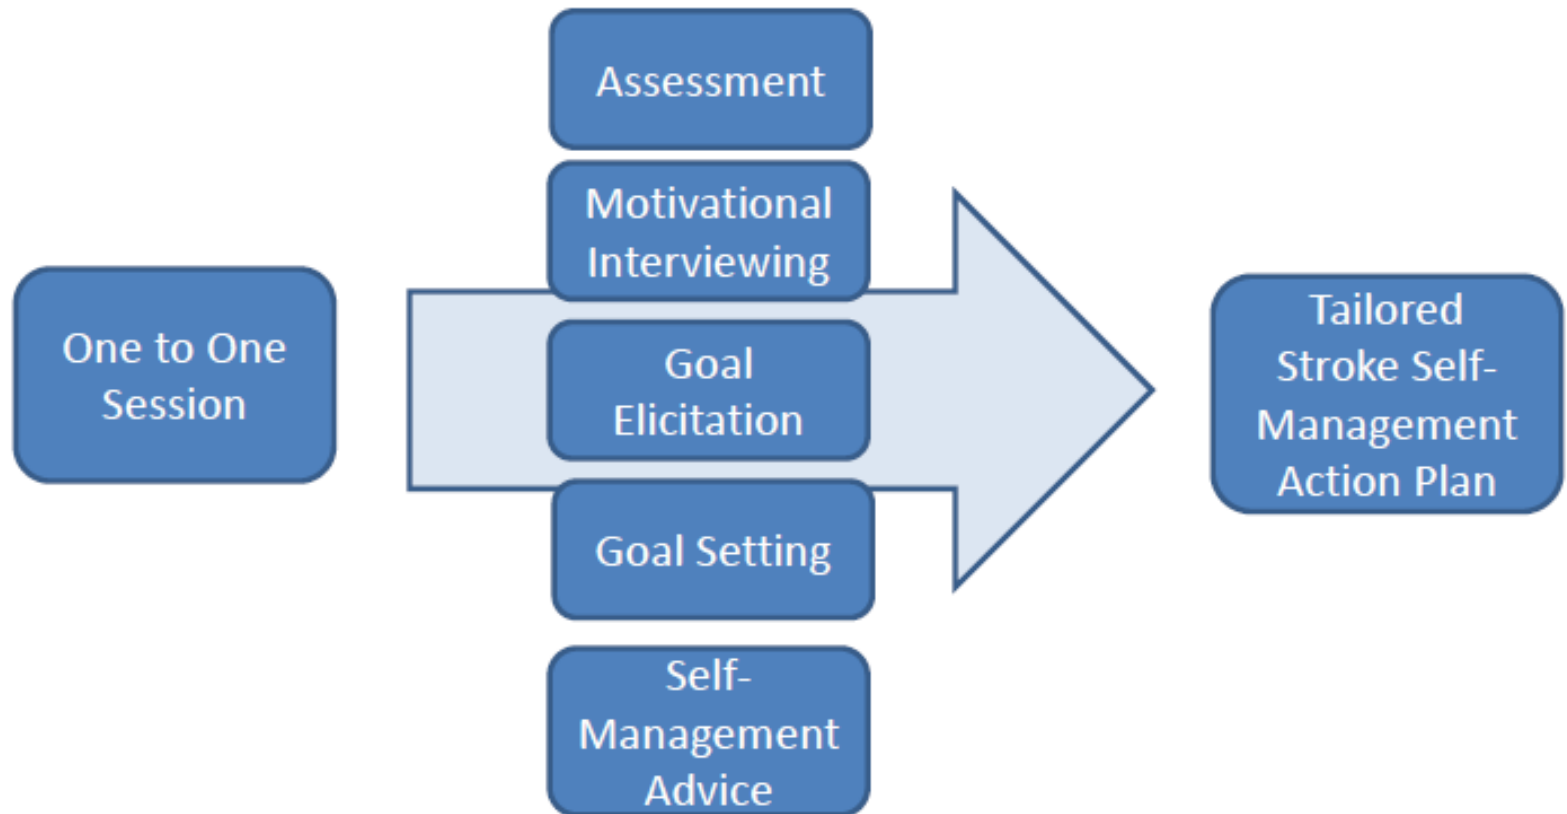 One to One
Session
Assessment
Motivational
Interviewing
Goal
Elicitation
Goal Setting
Self-
Management
Advice
Tailored
Stroke Self-
Management
Action Plan